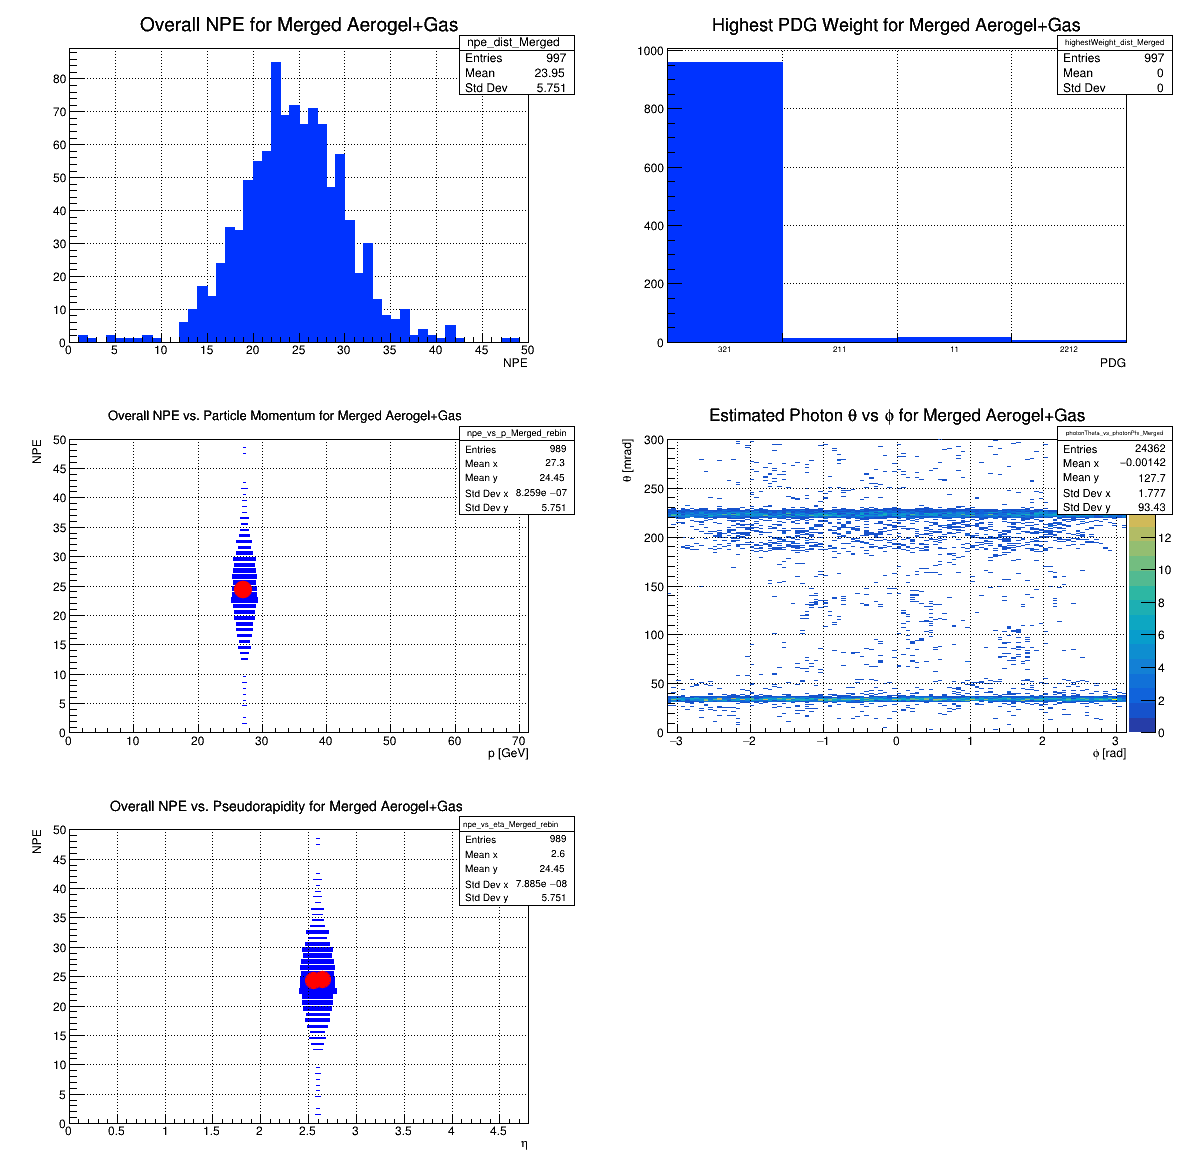 Overall NPE for Merged Aerogel+Gas
npe_dist_Merged
Entries 997
Mean 23.95
Std Dev 5.751
80
70
60
50
40
30
20
10
0
0 5 10 15 20 25 30 35 40 45 50
NPE
Highest PDG Weight for Merged Aerogel+Gas
highestWeight_dist_Merged
Entries 997
Mean 0
Std Dev 0
1000
800
600
400
200
0
321 211 11 2212
PDG
Overall NPE vs. Particle Momentum for Merged Aerogel+Gas
npe_vs_p_Merged_rebin
Entries 989
Mean x 27.3
Mean y 24.45
Std Dev x 8.259e −07
Std Dev y 5.751
NPE
50
45
40
35
30
25
20
15
10
5
0
0 10 20 30 40 50 60 70
p [GeV]
Estimated Photon θ vs ϕ for Merged Aerogel+Gas
photonTheta_vs_photonPhi_Merged
Entries 24362
Mean x −0.00142
Mean y 127.7
Std Dev x 1.777
Std Dev y 93.43
θ [mrad]
300
250
200
150
100
50
0
−3 −2 −1 0 1 2 3
ϕ [rad]
12
10
8
6
4
2
0
Overall NPE vs. Pseudorapidity for Merged Aerogel+Gas
npe_vs_eta_Merged_rebin
Entries 989
Mean x 2.6
Mean y 24.45
Std Dev x 7.885e −08
Std Dev y 5.751
NPE
50
45
40
35
30
25
20
15
10
5
0
0 0.5 1 1.5 2 2.5 3 3.5 4 4.5
η